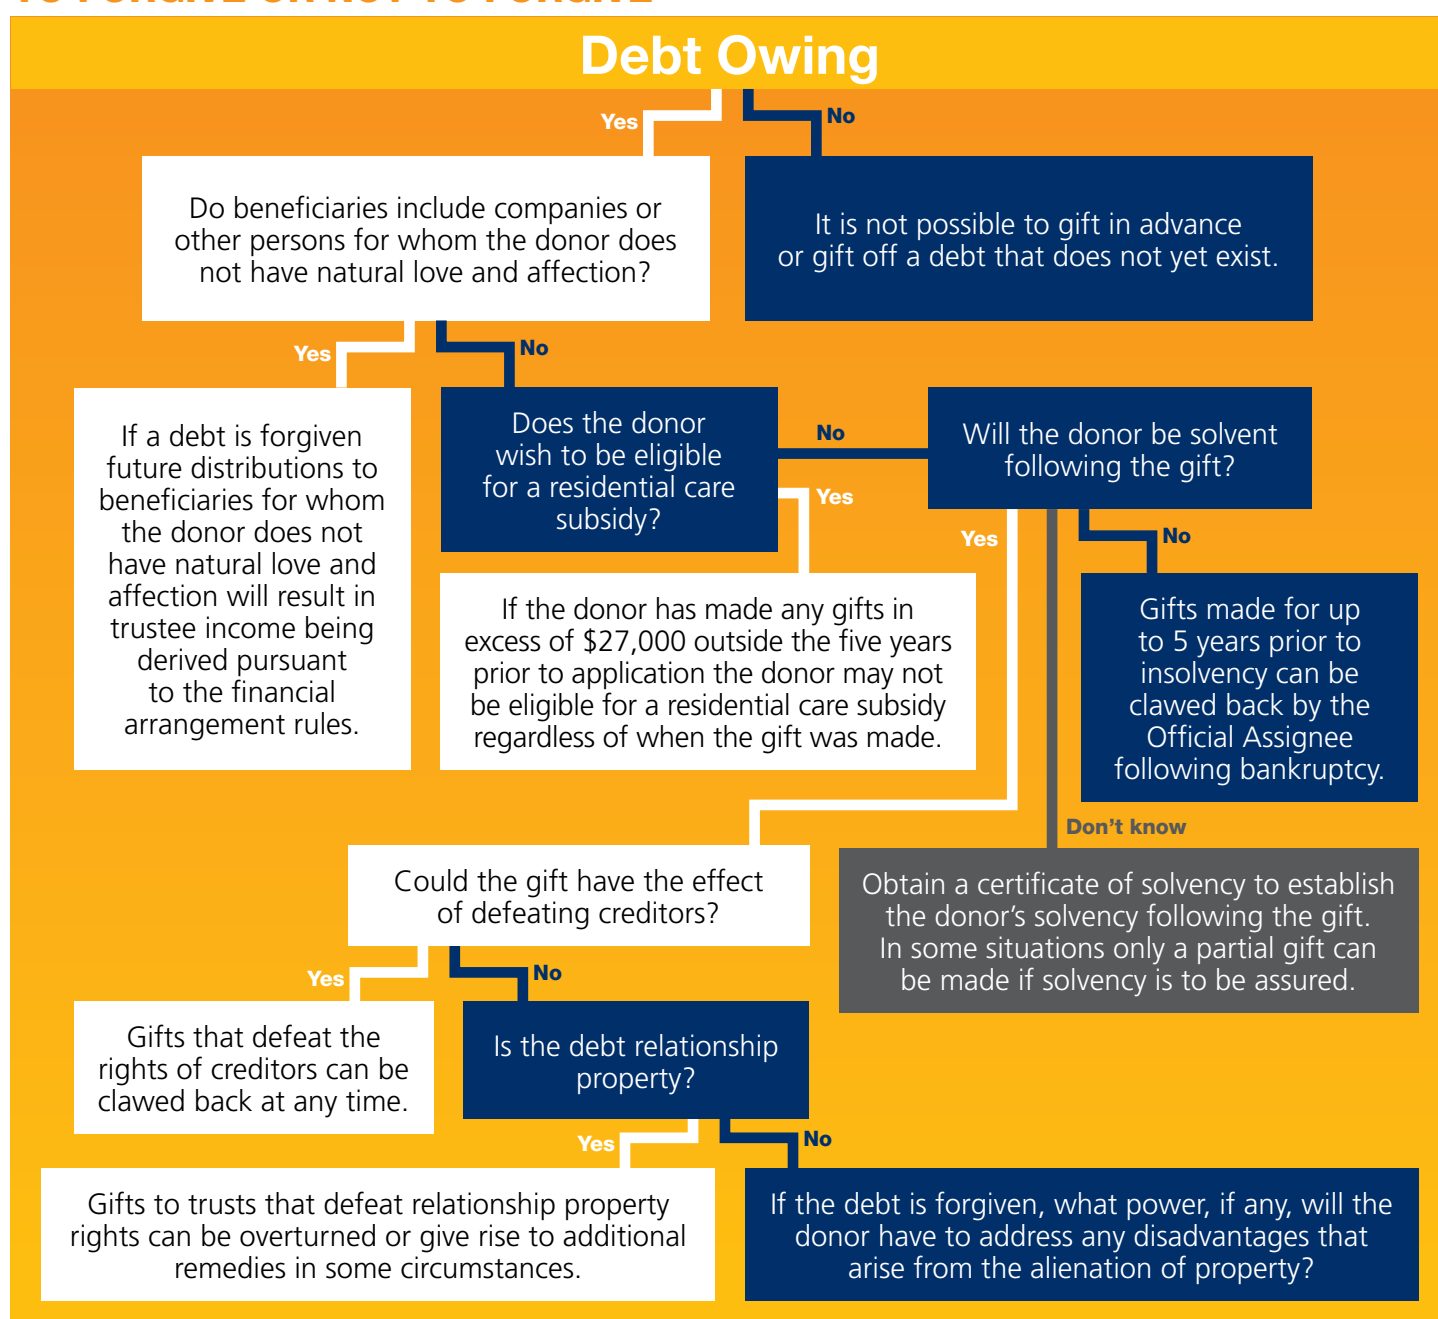 Debt Owing
Yes
No
Do beneficiaries include companies or
other persons for whom the donor does
not have natural love and affection?
It is not possible to gift in advance
or gift off a debt that does not yet exist.
Yes
No
If a debt is forgiven
future distributions to
beneficiaries for whom
the donor does not
have natural love and
affection will result in
trustee income being
derived pursuant
to the financial
arrangement rules.
Does the donor
wish to be eligible
for a residential care
subsidy?
No
Yes
Will the donor be solvent
following the gift?
Yes
No
If the donor has made any gifts in
excess of $27,000 outside the five years
prior to application the donor may not
be eligible for a residential care subsidy
regardless of when the gift was made.
Gifts made for up
to 5 years prior to
insolvency can be
clawed back by the
Official Assignee
following bankruptcy.
Don't know
Could the gift have the effect
of defeating creditors?
Obtain a certificate of solvency to establish
the donor's solvency following the gift.
In some situations only a partial gift can
be made if solvency is to be assured.
Yes
No
Gifts that defeat the
rights of creditors can be
clawed back at any time.
Is the debt relationship
property?
Yes
No
Gifts to trusts that defeat relationship property
rights can be overturned or give rise to additional
remedies in some circumstances.
If the debt is forgiven, what power, if any, will the
donor have to address any disadvantages that
arise from the alienation of property?